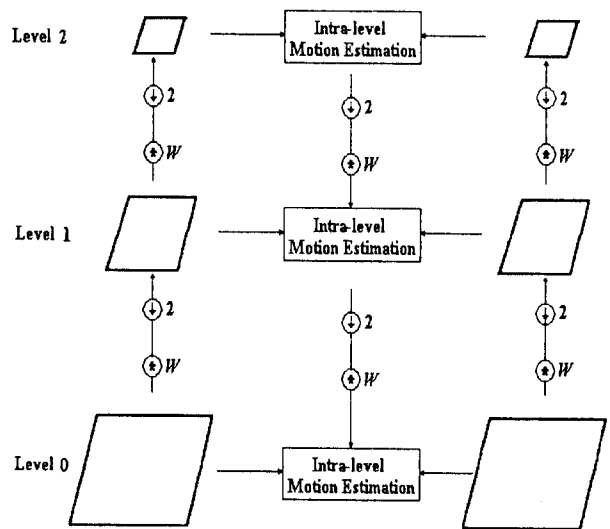 Level 2
Intra-level
Motion Estimation
2
2
2
W
W
W
Level 1
Intra-level
Motion Estimation
2
2
2
W
W
W
Level 0
Intra-level
Motion Estimation